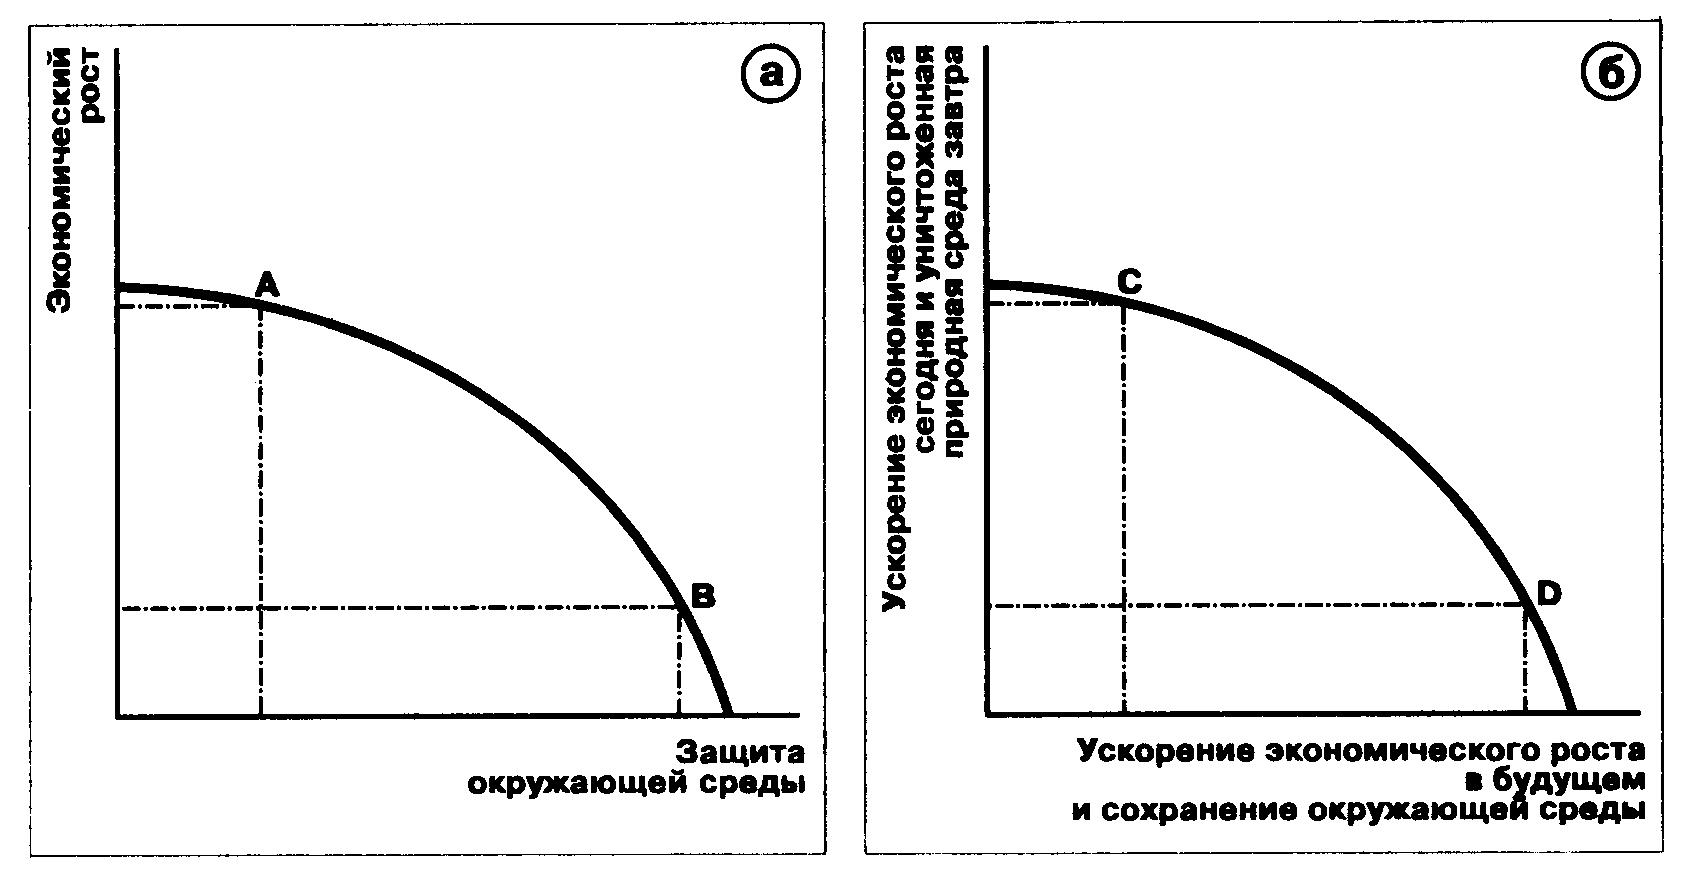 Экономический
рост
а
A
B
Защита
окружающей среды
Ускорение экономического роста
сегодня и уничтоженная
природная среда завтра
б
C
D
Ускорение экономического роста
в будущем
и сохранение окружающей среды